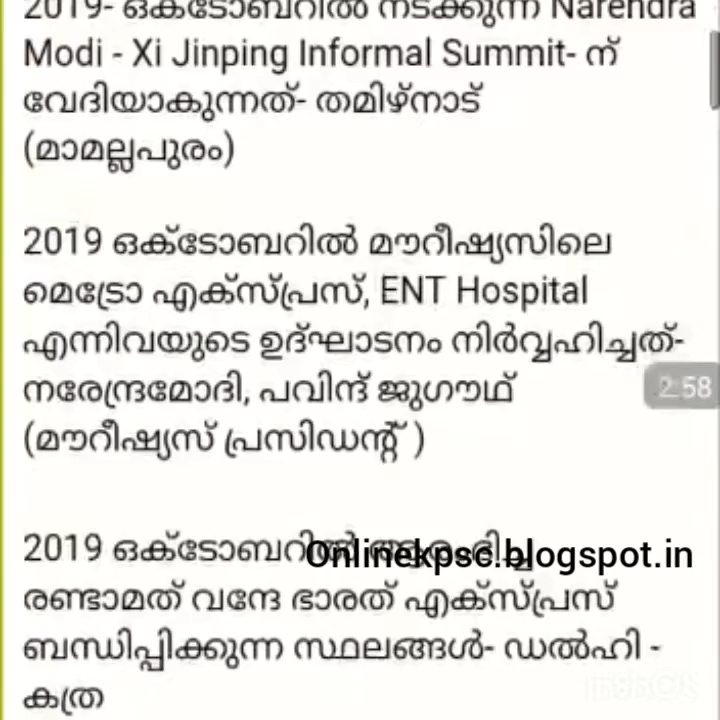 2019- ഒക്ടോബറിൽ നടക്കുന്ന Narendra
Modi - Xi Jinping Informal Summit- ന്
വേദിയാകുന്നത്- തമിഴ്നാട്
(മാമല്ലപുരം)
2019 ഒക്ടോബറിൽ മൗറീഷ്യസിലെ
മെട്രോ എക്സ്പ്രസ്, ENT Hospital
എന്നിവയുടെ ഉദ്ഘാടനം നിർവ്വഹിച്ചത്-
നരേന്ദ്രമോദി, പവിന്ദ് ജുഗൗഥ്
2:58
(മൗറീഷ്യസ് പ്രസിഡന്റ് )
2019 ഒക്ടോബറിൽ
Onlinekpsc.blogspot.in
രണ്ടാമത് വന്ദേ ഭാരത് എക്സ്പ്രസ്
ബന്ധിപ്പിക്കുന്ന സ്ഥലങ്ങൾ- ഡൽഹി -
കത്ര